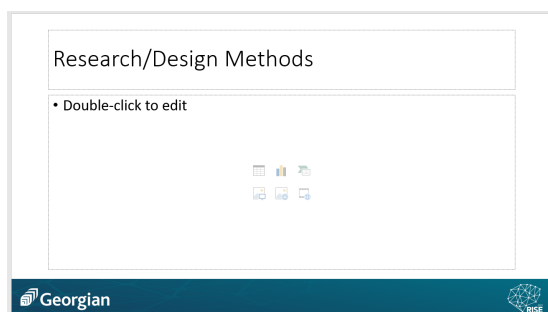 Research/Design Methods
• Double-click to edit
Georgian
RISE